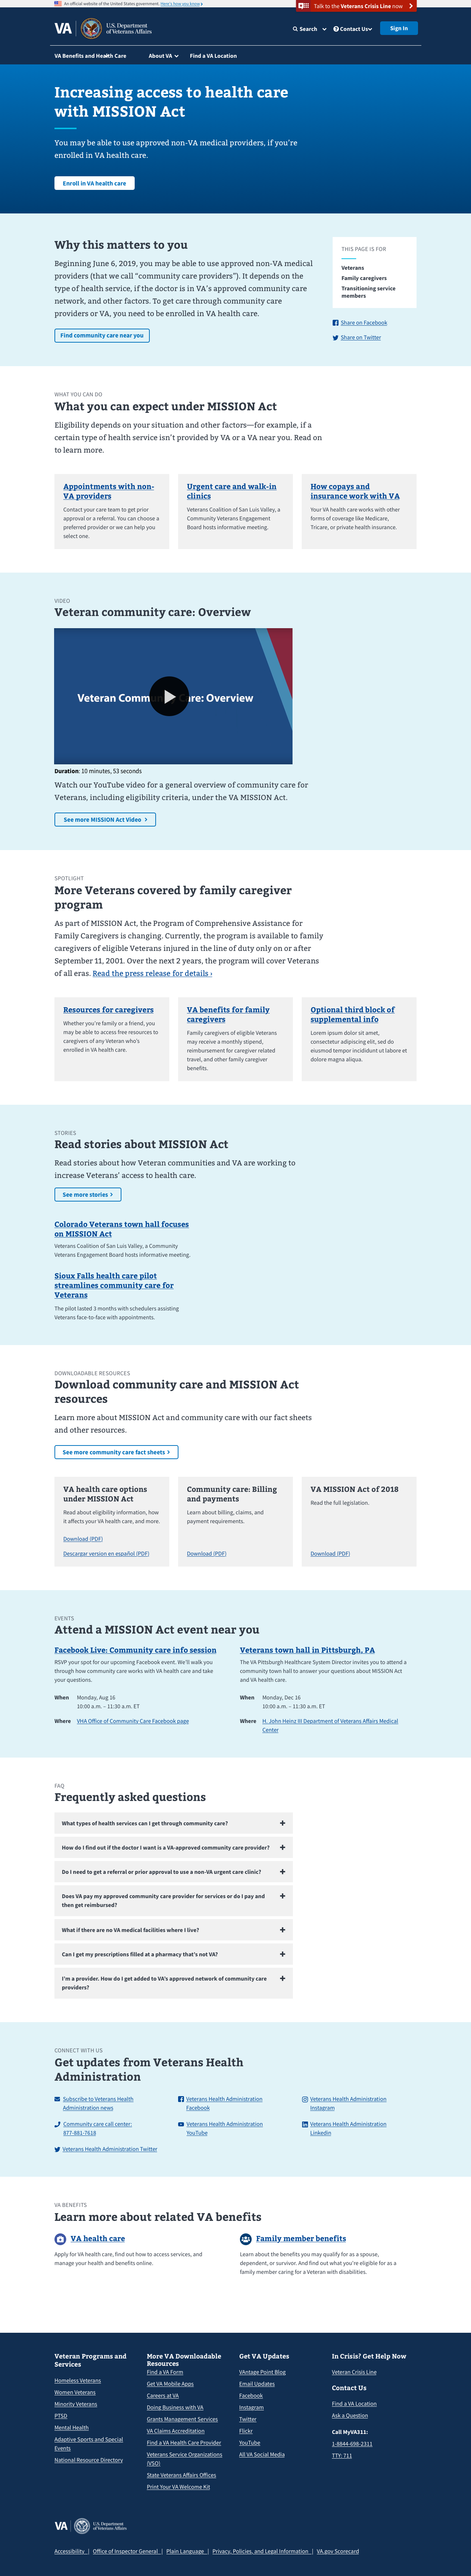 An official website of the United States government. Here's how you know
Talk to the Veterans Crisis Line now
VA
U.S. Department
of Veterans Affairs
Search
Contact Us
Sign In
VA Benefits and Health Care
About VA
Find a VA Location
Increasing access to health care
with MISSION Act
You may be able to use approved non-VA medical providers, if you're
enrolled in VA health care.
Enroll in VA health care
Why this matters to you
Beginning June 6, 2019, you may be able to use approved non-VA medical
providers (that we call “community care providers”). It depends on the
type of health service, if the doctor is in VA's approved community care
network, and other factors. To get care through community care
providers or VA, you need to be enrolled in VA health care.
Find community care near you
THIS PAGE IS FOR
Veterans
Family caregivers
Transitioning service
members
Share on Facebook
Share on Twitter
WHAT YOU CAN DO
What you can expect under MISSION Act
Eligibility depends on your situation and other factors—for example, if a
certain type of health service isn't provided by VA or a VA near you. Read on
to learn more.
Appointments with non-
VA providers
Contact your care team to get prior
approval or a referral. You can choose a
preferred provider or we can help you
select one.
Urgent care and walk-in
clinics
Veterans Coalition of San Luis Valley, a
Community Veterans Engagement
Board hosts informative meeting.
How copays and
insurance work with VA
Your VA health care works with other
forms of coverage like Medicare,
Tricare, or private health insurance.
VIDEO
Veteran community care: Overview
Veteran Community Care: Overview
Duration: 10 minutes, 53 seconds
Watch our YouTube video for a general overview of community care for
Veterans, including eligibility criteria, under the VA MISSION Act.
See more MISSION Act Video
SPOTLIGHT
More Veterans covered by family caregiver
program
As part of MISSION Act, the Program of Comprehensive Assistance for
Family Caregivers is changing. Currently, the program is available to family
caregivers of eligible Veterans injured in the line of duty only on or after
September 11, 2001. Over the next 2 years, the program will cover Veterans
of all eras. Read the press release for details ›
Resources for caregivers
Whether you're family or a friend, you
may be able to access free resources to
caregivers of any Veteran who's
enrolled in VA health care.
VA benefits for family
caregivers
Family caregivers of eligible Veterans
may receive a monthly stipend,
reimbursement for caregiver related
travel, and other family caregiver
benefits.
Optional third block of
supplemental info
Lorem ipsum dolor sit amet,
consectetur adipiscing elit, sed do
eiusmod tempor incididunt ut labore et
dolore magna aliqua.
STORIES
Read stories about MISSION Act
Read stories about how Veteran communities and VA are working to
increase Veterans' access to health care.
See more stories
Colorado Veterans town hall focuses
on MISSION Act
Veterans Coalition of San Luis Valley, a Community
Veterans Engagement Board hosts informative meeting.
Sioux Falls health care pilot
streamlines community care for
Veterans
The pilot lasted 3 months with schedulers assisting
Veterans face-to-face with appointments.
DOWNLOADABLE RESOURCES
Download community care and MISSION Act
resources
Learn more about MISSION Act and community care with our fact sheets
and other resources.
See more community care fact sheets
VA health care options
under MISSION Act
Read about eligibility information, how
it affects your VA health care, and more.
Download (PDF)
Descargar version en español (PDF)
Community care: Billing
and payments
Learn about billing, claims, and
payment requirements.
Download (PDF)
VA MISSION Act of 2018
Read the full legislation.
Download (PDF)
EVENTS
Attend a MISSION Act event near you
Facebook Live: Community care info session
RSVP your spot for our upcoming Facebook event. We'll walk you
through how community care works with VA health care and take
your questions.
When Monday, Aug 16
10:00 a.m. – 11:30 a.m. ET
Where VHA Office of Community Care Facebook page
Veterans town hall in Pittsburgh, PA
The VA Pittsburgh Healthcare System Director invites you to attend a
community town hall to answer your questions about MISSION Act
and VA health care.
When Monday, Dec 16
10:00 a.m. – 11:30 a.m. ET
Where H. John Heinz III Department of Veterans Affairs Medical
Center
FAQ
Frequently asked questions
What types of health services can I get through community care?
How do I find out if the doctor I want is a VA-approved community care provider?
Do I need to get a referral or prior approval to use a non-VA urgent care clinic?
Does VA pay my approved community care provider for services or do I pay and
then get reimbursed?
What if there are no VA medical facilities where I live?
Can I get my prescriptions filled at a pharmacy that's not VA?
I'm a provider. How do I get added to VA's approved network of community care
providers?
CONNECT WITH US
Get updates from Veterans Health
Administration
Subscribe to Veterans Health
Administration news
Community care call center:
877-881-7618
Veterans Health Administration Twitter
Veterans Health Administration
Facebook
Veterans Health Administration
YouTube
Veterans Health Administration
Instagram
Veterans Health Administration
LinkedIn
VA BENEFITS
Learn more about related VA benefits
VA health care
Apply for VA health care, find out how to access services, and
manage your health and benefits online.
Family member benefits
Learn about the benefits you may qualify for as a spouse,
dependent, or survivor. And find out what you're eligible for as a
family member caring for a Veteran with disabilities.
Veteran Programs and
Services
Homeless Veterans
Women Veterans
Minority Veterans
PTSD
Mental Health
Adaptive Sports and Special
Events
National Resource Directory
More VA Downloadable
Resources
Find a VA Form
Get VA Mobile Apps
Careers at VA
Doing Business with VA
Grants Management Services
VA Claims Accreditation
Find a VA Health Care Provider
Veterans Service Organizations
(VSO)
State Veterans Affairs Offices
Print Your VA Welcome Kit
Get VA Updates
VAntage Point Blog
Email Updates
Facebook
Instagram
Twitter
Flickr
YouTube
All VA Social Media
In Crisis? Get Help Now
Veteran Crisis Line
Contact Us
Find a VA Location
Ask a Question
Call MyVA311:
1-8844-698-2311
TTY: 711
VA
U.S. Department
of Veterans Affairs
Accessibility | Office of Inspector General | Plain Language | Privacy, Policies, and Legal Information | VA.gov Scorecard